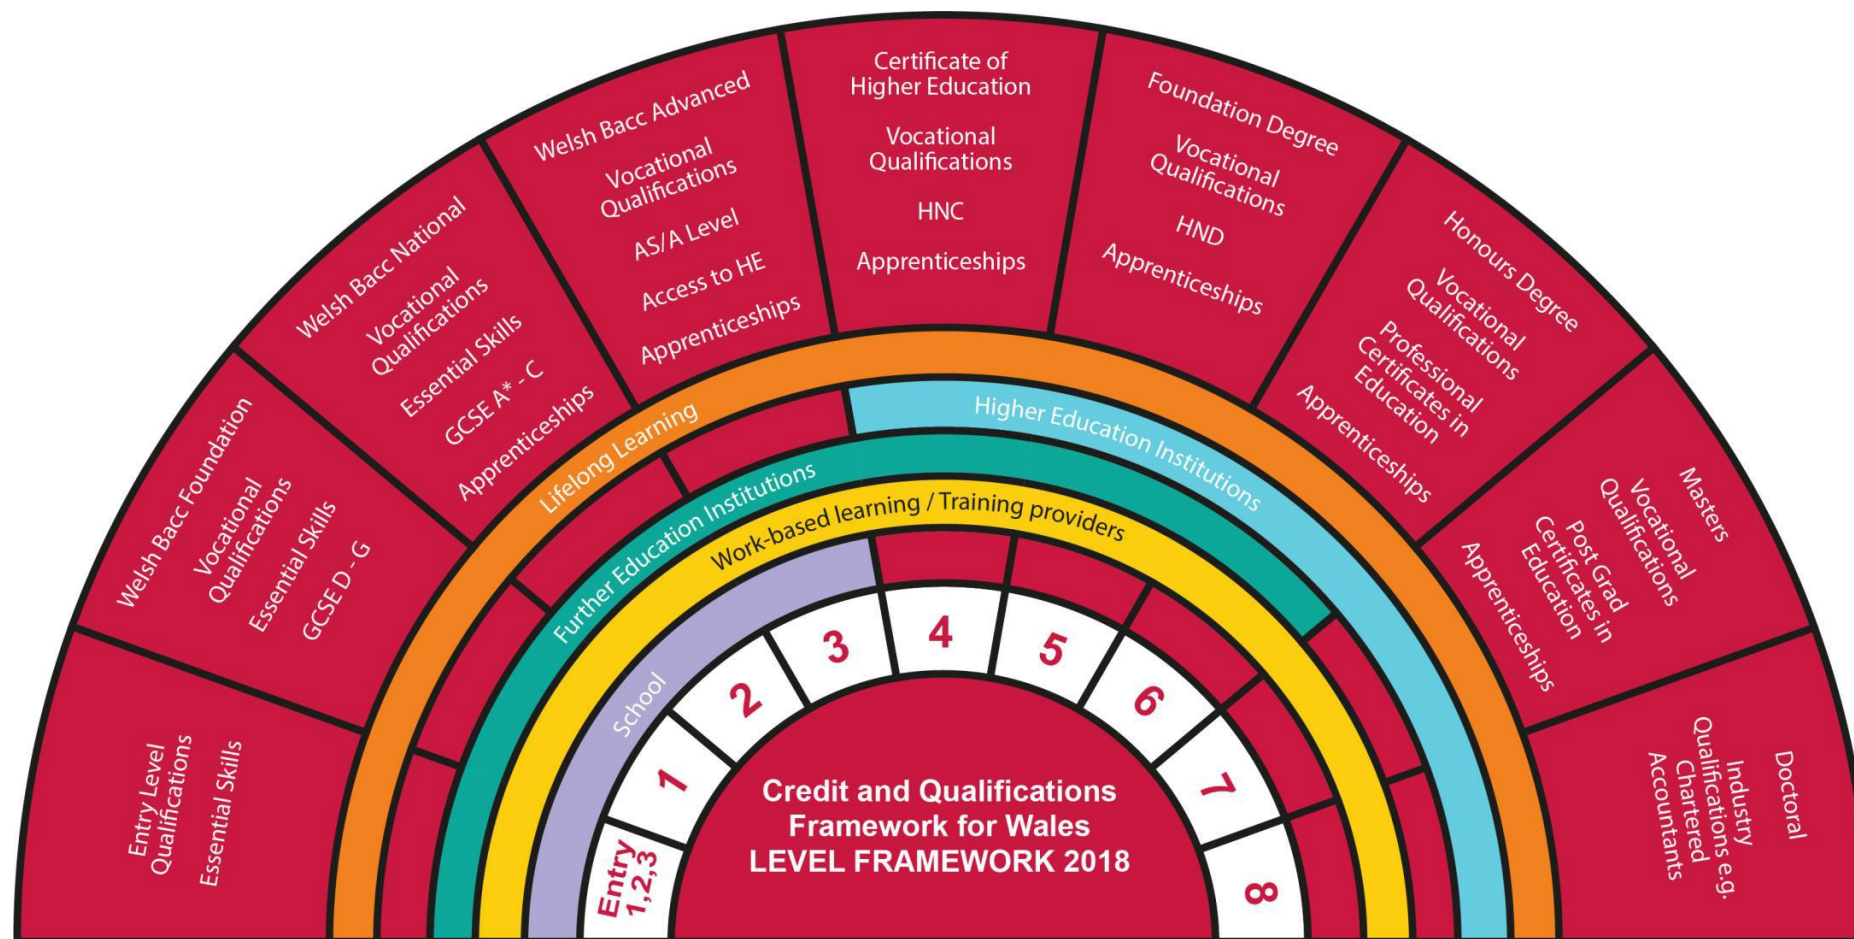 Entry Level
Qualifications
Essential Skills
Welsh Bacc Foundation
Vocational
Qualifications
Essential Skills
GCSE D - G
Welsh Bacc National
Vocational
Qualifications
Essential Skills
GCSE A* - C
Apprenticeships
Welsh Bacc Advanced
Vocational
Qualifications
AS/A Level
Access to HE
Apprenticeships
Certificate of
Higher Education
Vocational
Qualifications
HNC
Apprenticeships
Foundation Degree
Vocational
Qualifications
HND
Apprenticeships
Honours Degree
Vocational
Qualifications
Professional
Certificates in
Education
Apprenticeships
Masters
Vocational
Qualifications
Post Grad
Certificates in
Education
Apprenticeships
Doctoral
Industry
Qualifications e.g.
Chartered
Accountants
Lifelong Learning
Higher Education Institutions
Further Education Institutions
Work-based learning / Training providers
School
Entry
1,2,3
1
2
3
4
5
6
7
8
Credit and Qualifications
Framework for Wales
LEVEL FRAMEWORK 2018